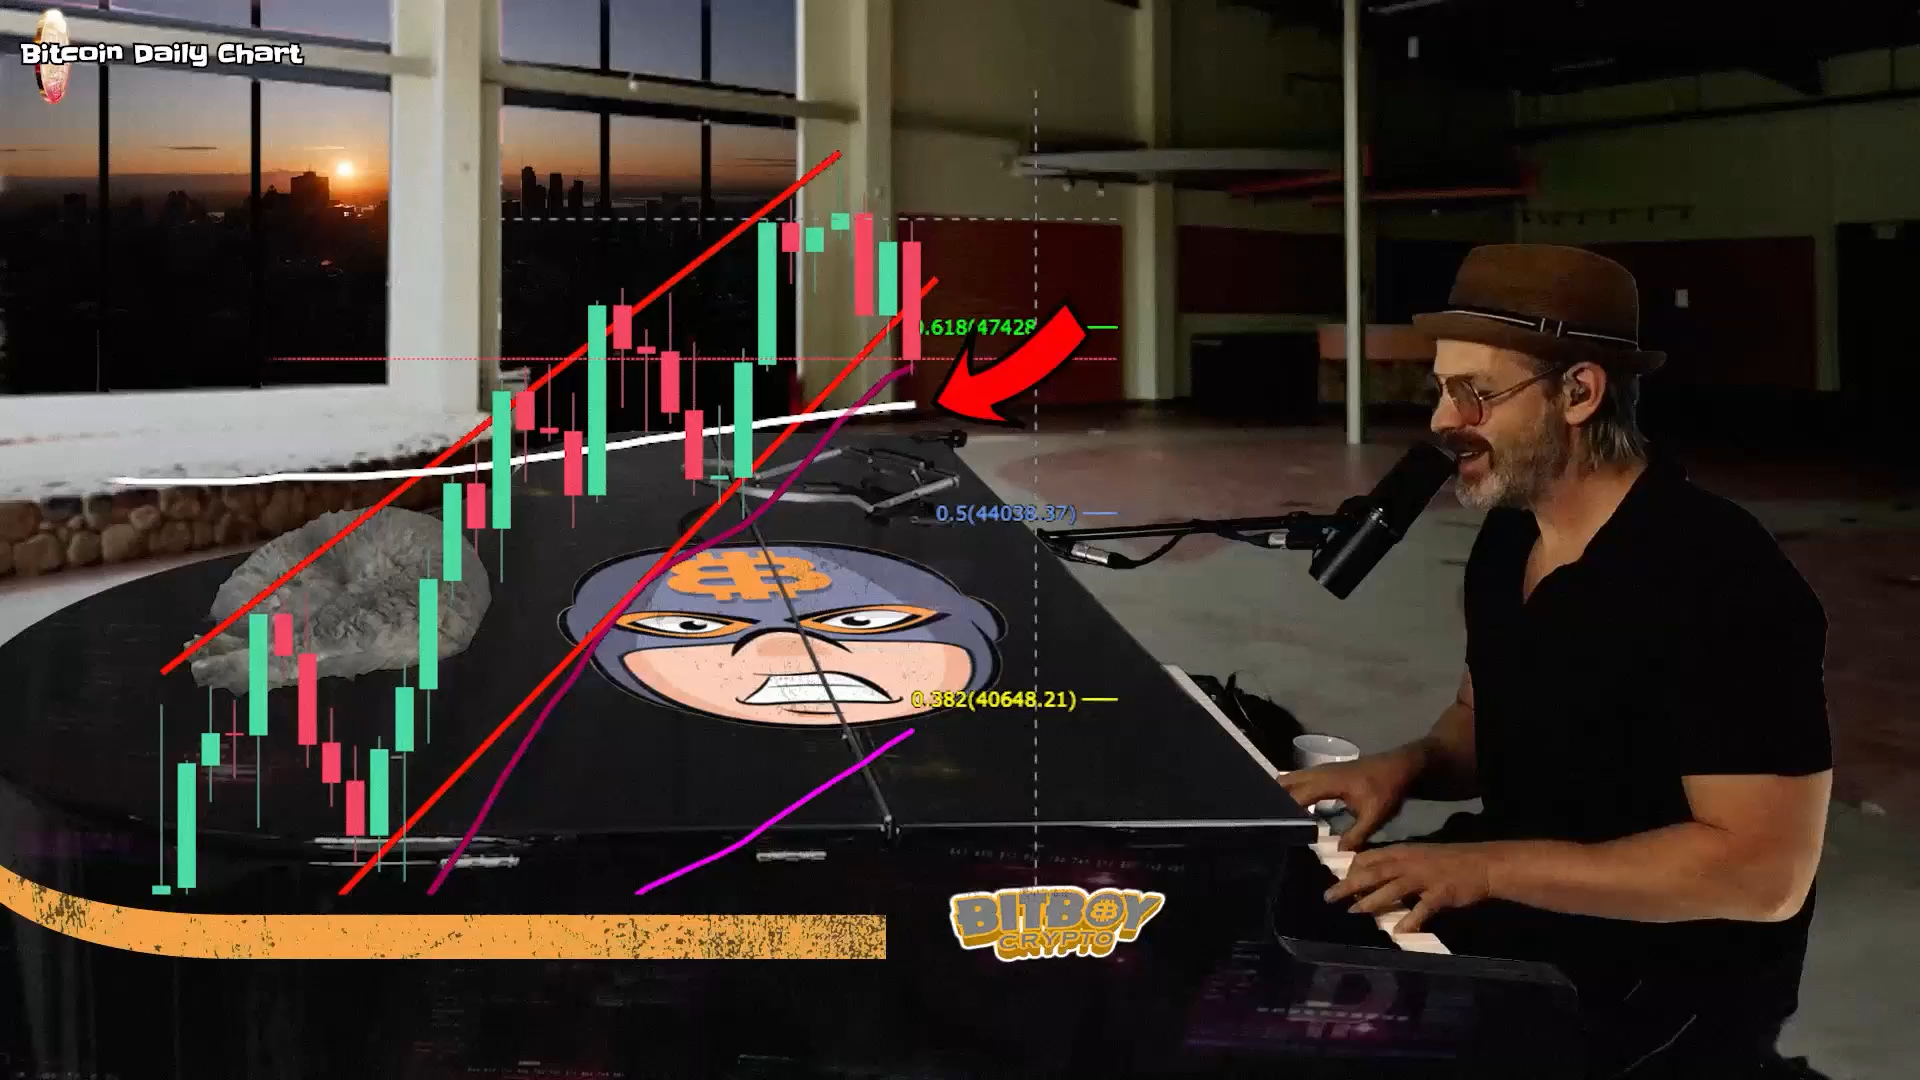 Bitcoin Daily Chart
0.618(47428
0.5(44038.37)
0.382(40648.21)
BITBOY
CRYPTO